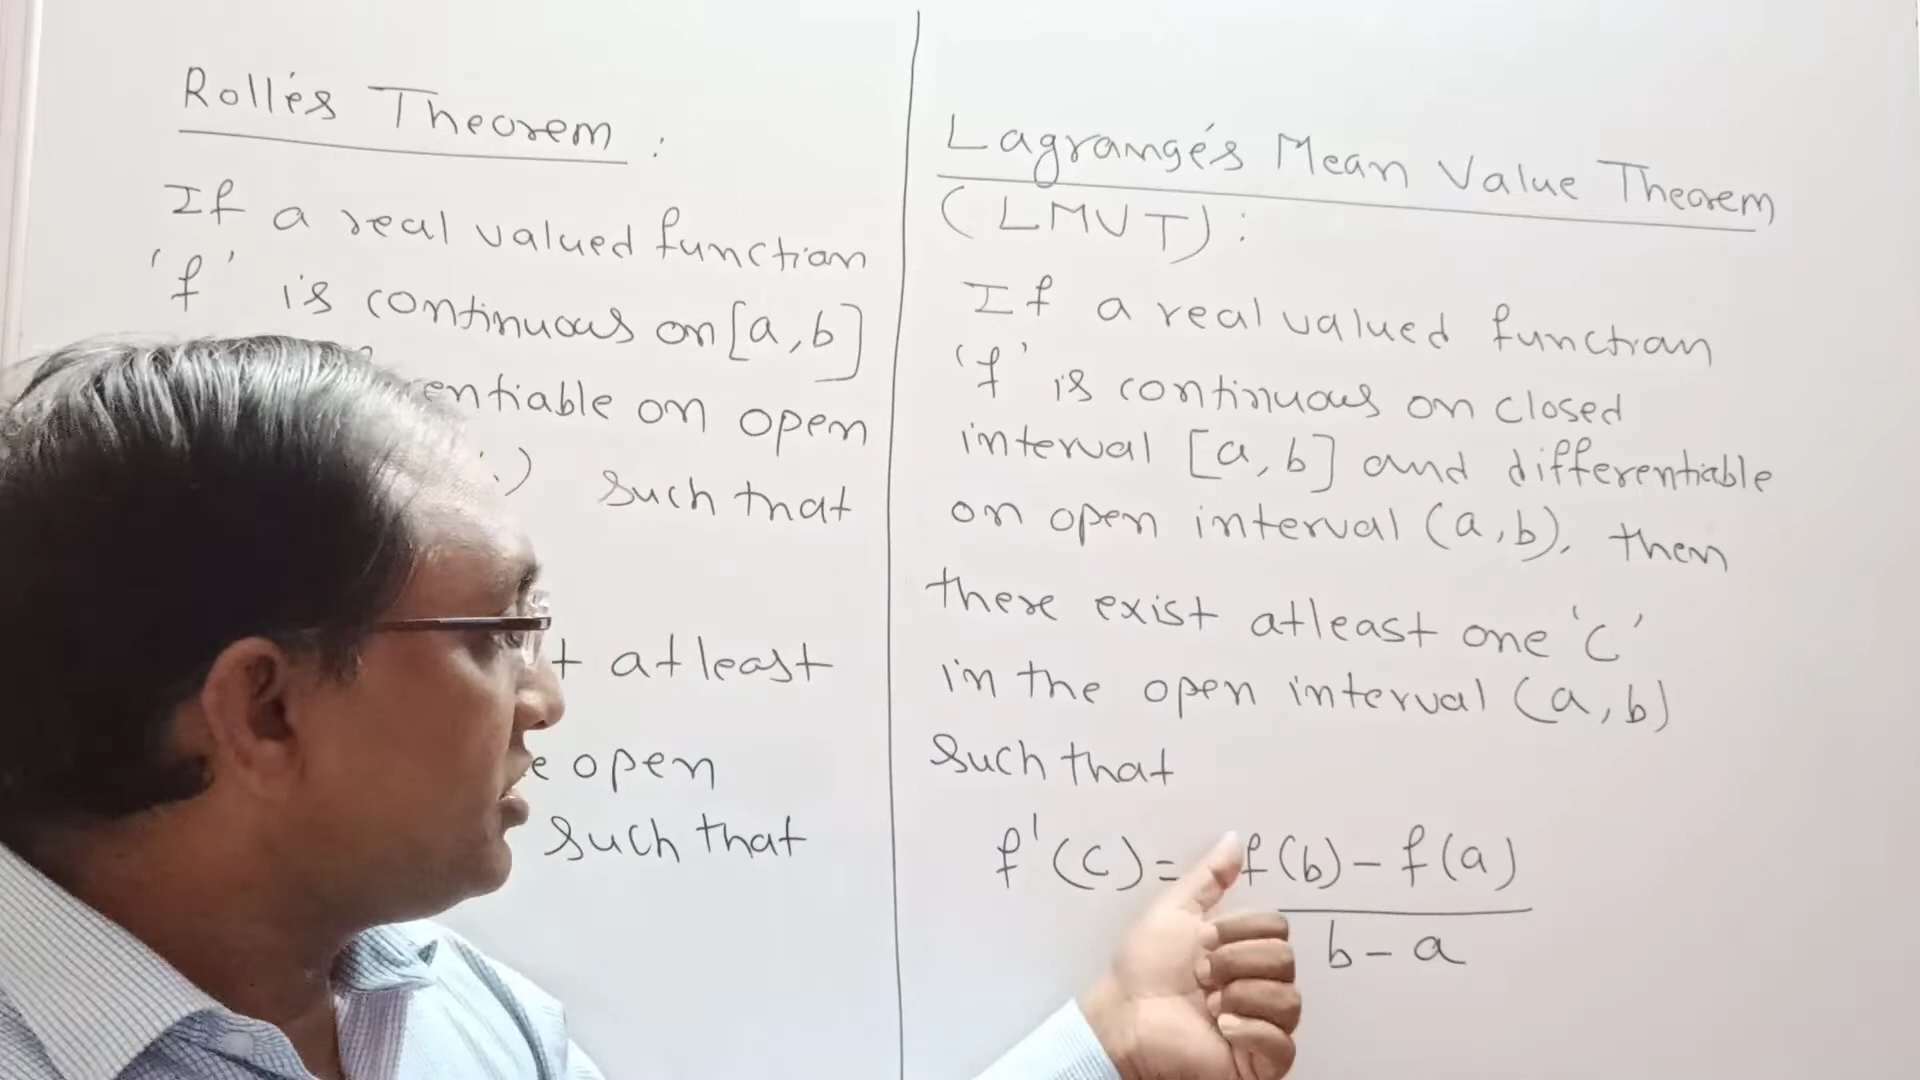 Rolle's Theorem :
If a real valued function
'f' is continuous on [a,b]
entiable on open
) such that
t atleast
e open
such that
Lagrange's Mean Value Theorem
(LMVT):
If a real valued function
'f' is continuous on closed
interval [a,b] and differentiable
on open interval (a,b), then
there exist atleast one 'c'
in the open interval (a,b)
such that
f'(c) = f(b) - f(a)
b - a